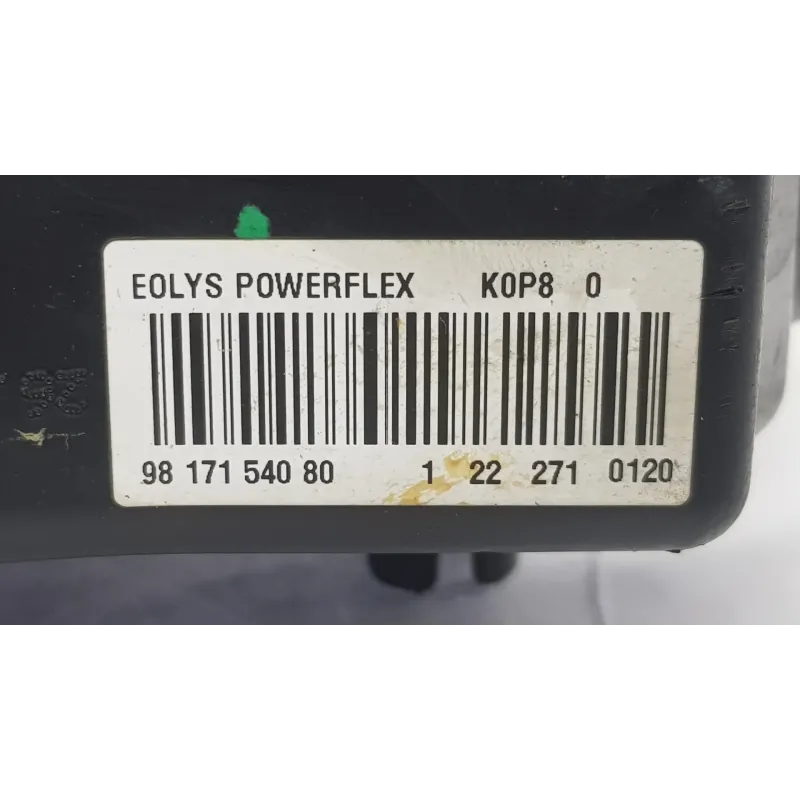 EOLYS POWERFLEX K0P8 0
98 171 540 80 1 22 271 0120